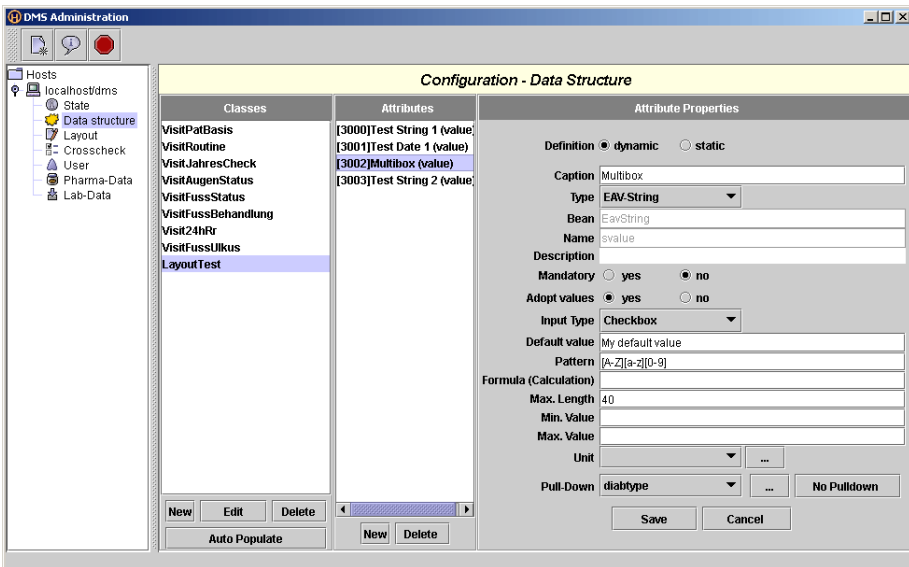 DMS Administration
Hosts
localhost/dms
State
Data structure
Layout
Crosscheck
User
Pharma-Data
Lab-Data
Configuration - Data Structure
Classes
VisitPatBasis
VisitRoutine
VisitJahresCheck
VisitAugenStatus
VisitFussStatus
VisitFussBehandlung
Visit24hRr
VisitFussUlkus
LayoutTest
New Edit Delete
Auto Populate
Attributes
[3000]Test String 1 (value)
[3001]Test Date 1 (value)
[3002]Multibox (value)
[3003]Test String 2 (value)
New Delete
Attribute Properties
Definition dynamic static
Caption Multibox
Type EAV-String
Bean EavString
Name svalue
Description
Mandatory yes no
Adopt values yes no
Input Type Checkbox
Default value My default value
Pattern [A-Z][a-z][0-9]
Formula (Calculation)
Max. Length 40
Min. Value
Max. Value
Unit ...
Pull-Down diabtype ... No Pulldown
Save Cancel